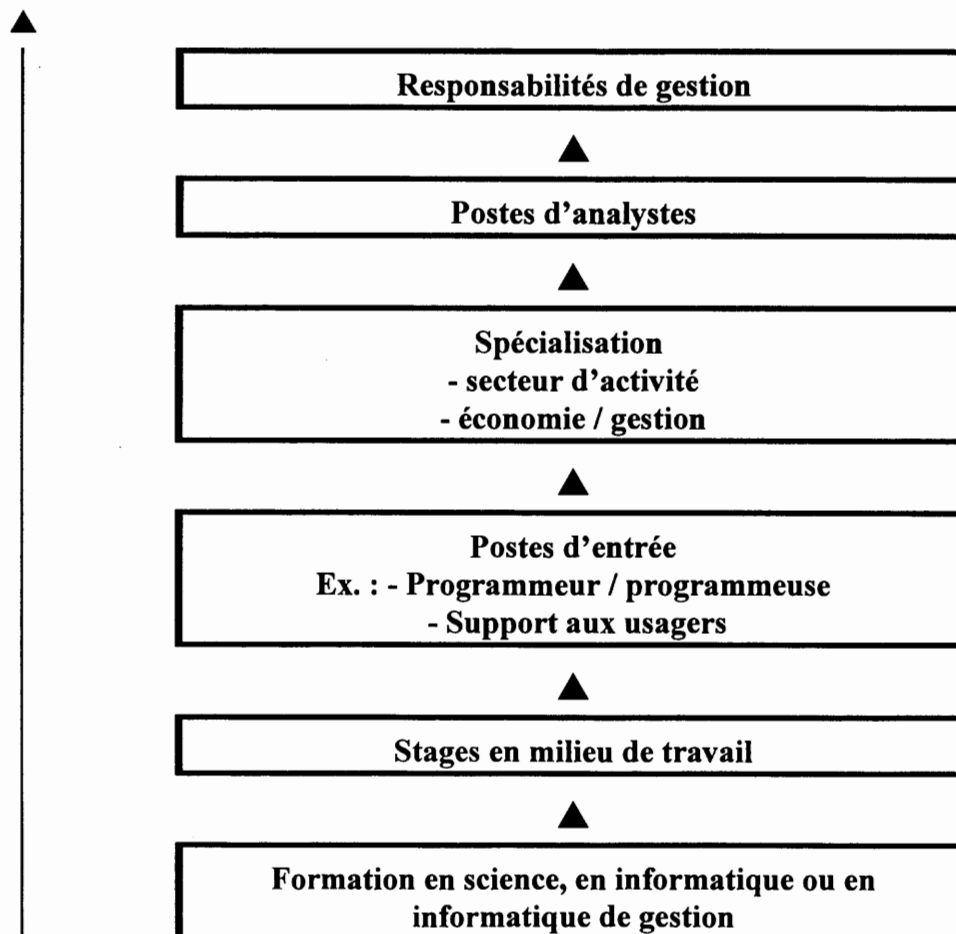 Responsabilités de gestion
Postes d'analystes
Spécialisation
- secteur d'activité
- économie / gestion
Postes d'entrée
Ex. : - Programmeur / programmeuse
- Support aux usagers
Stages en milieu de travail
Formation en science, en informatique ou en
informatique de gestion